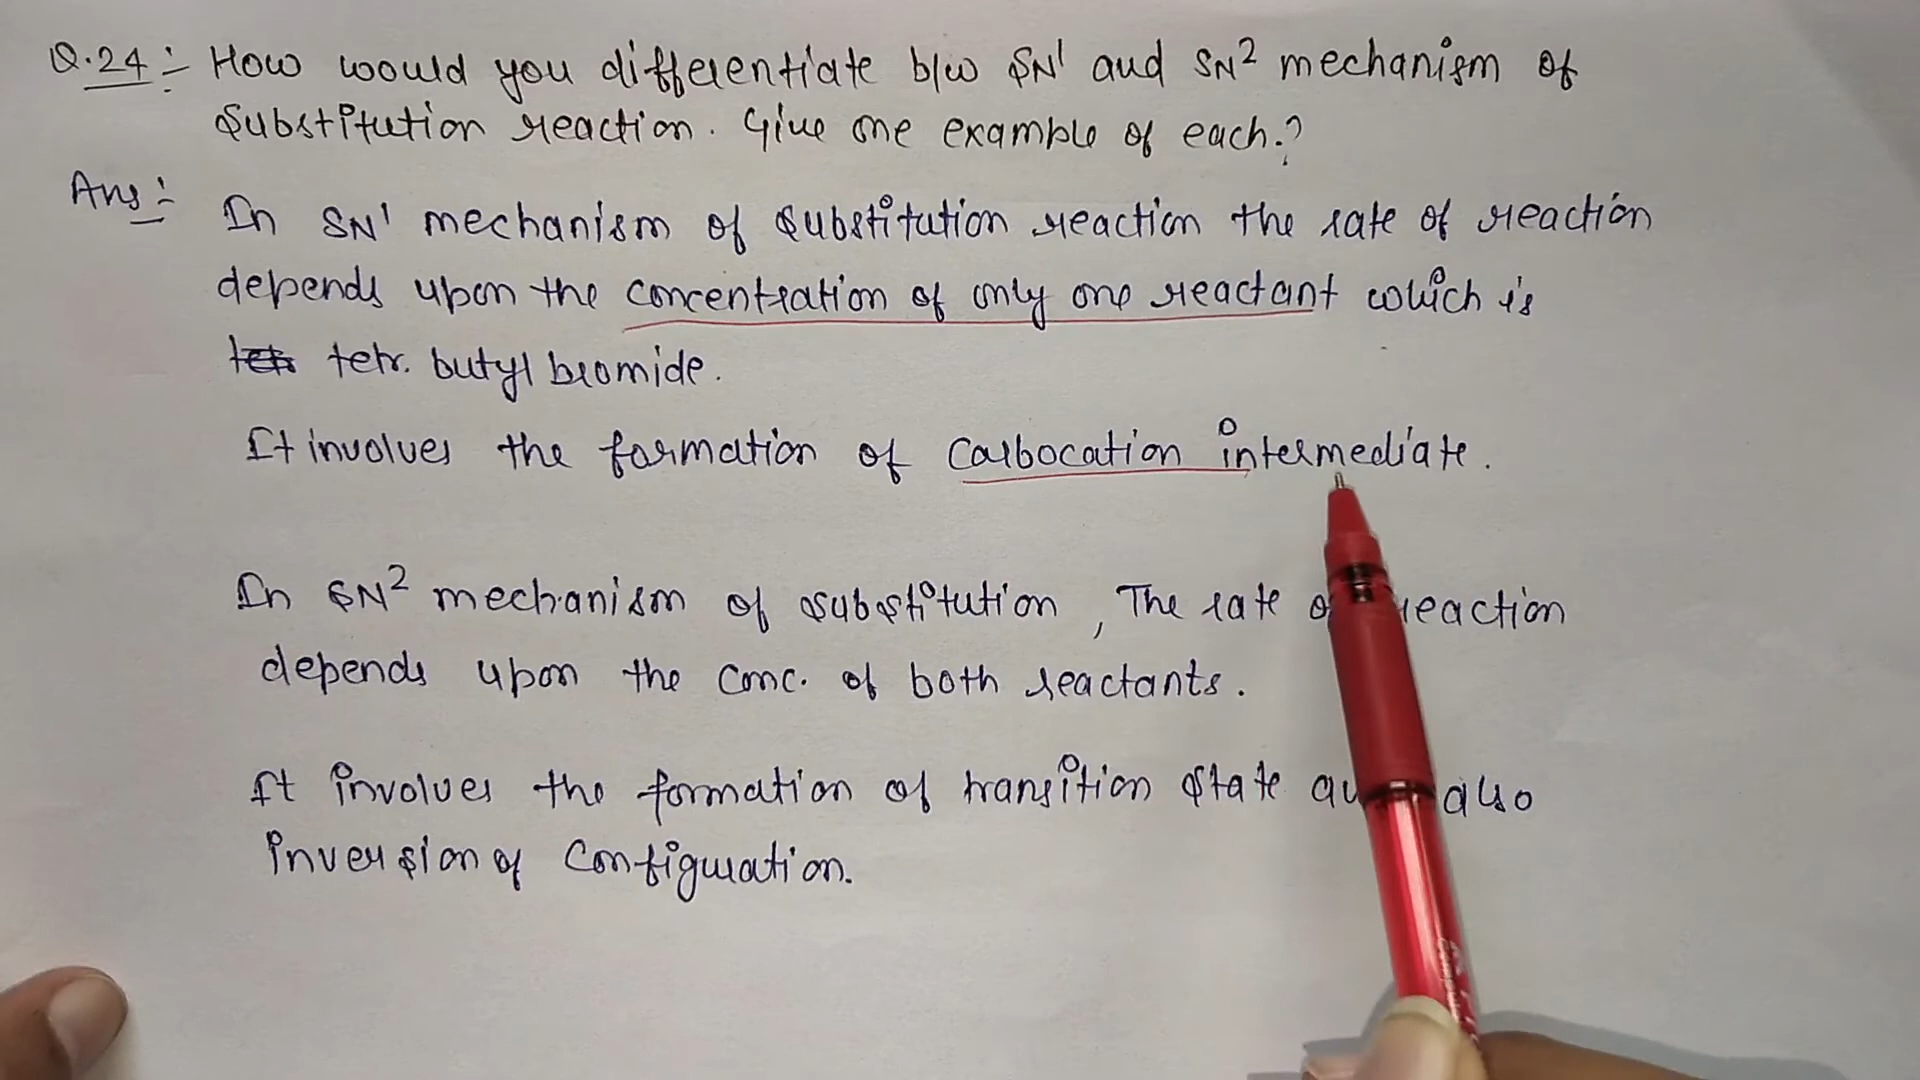 Q.24:- How would you differentiate b/w SN1 and SN2 mechanism of
Substitution reaction. Give one example of each.?
Ans:- In SN1 mechanism of substitution reaction the rate of reaction
depends upon the concentration of only one reactant which is
tetr. butyl bromide.
It involves the formation of carbocation intermediate.
In SN2 mechanism of substitution, The rate of reaction
depends upon the conc. of both reactants.
It involves the formation of transition state also
inversion of configuration.